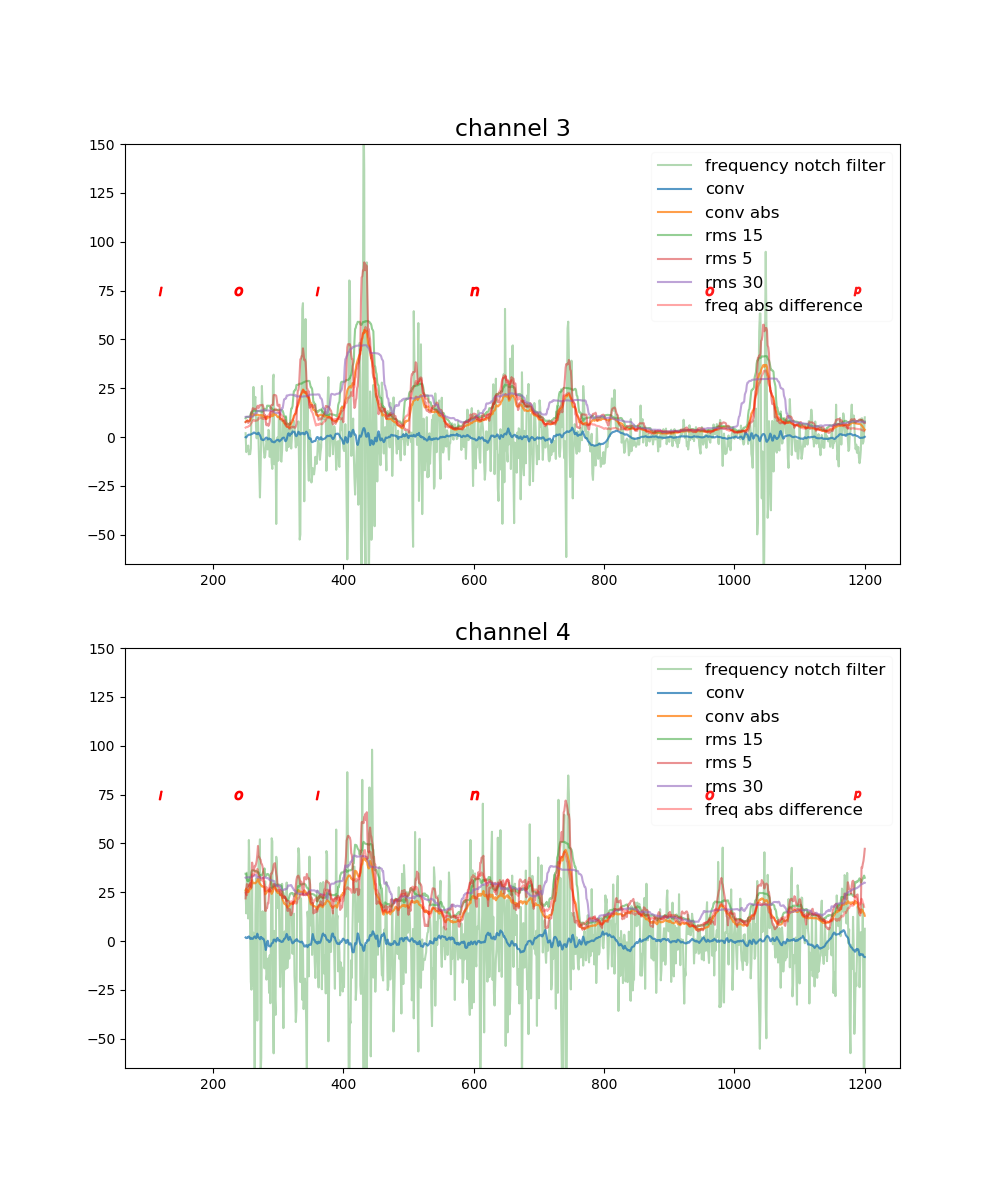 channel 3
150
125
100
75
50
25
0
−25
−50
frequency notch filter
conv
conv abs
rms 15
rms 5
rms 30
freq abs difference
l o l n o p
200 400 600 800 1000 1200
channel 4
150
125
100
75
50
25
0
−25
−50
frequency notch filter
conv
conv abs
rms 15
rms 5
rms 30
freq abs difference
l o l n o p
200 400 600 800 1000 1200